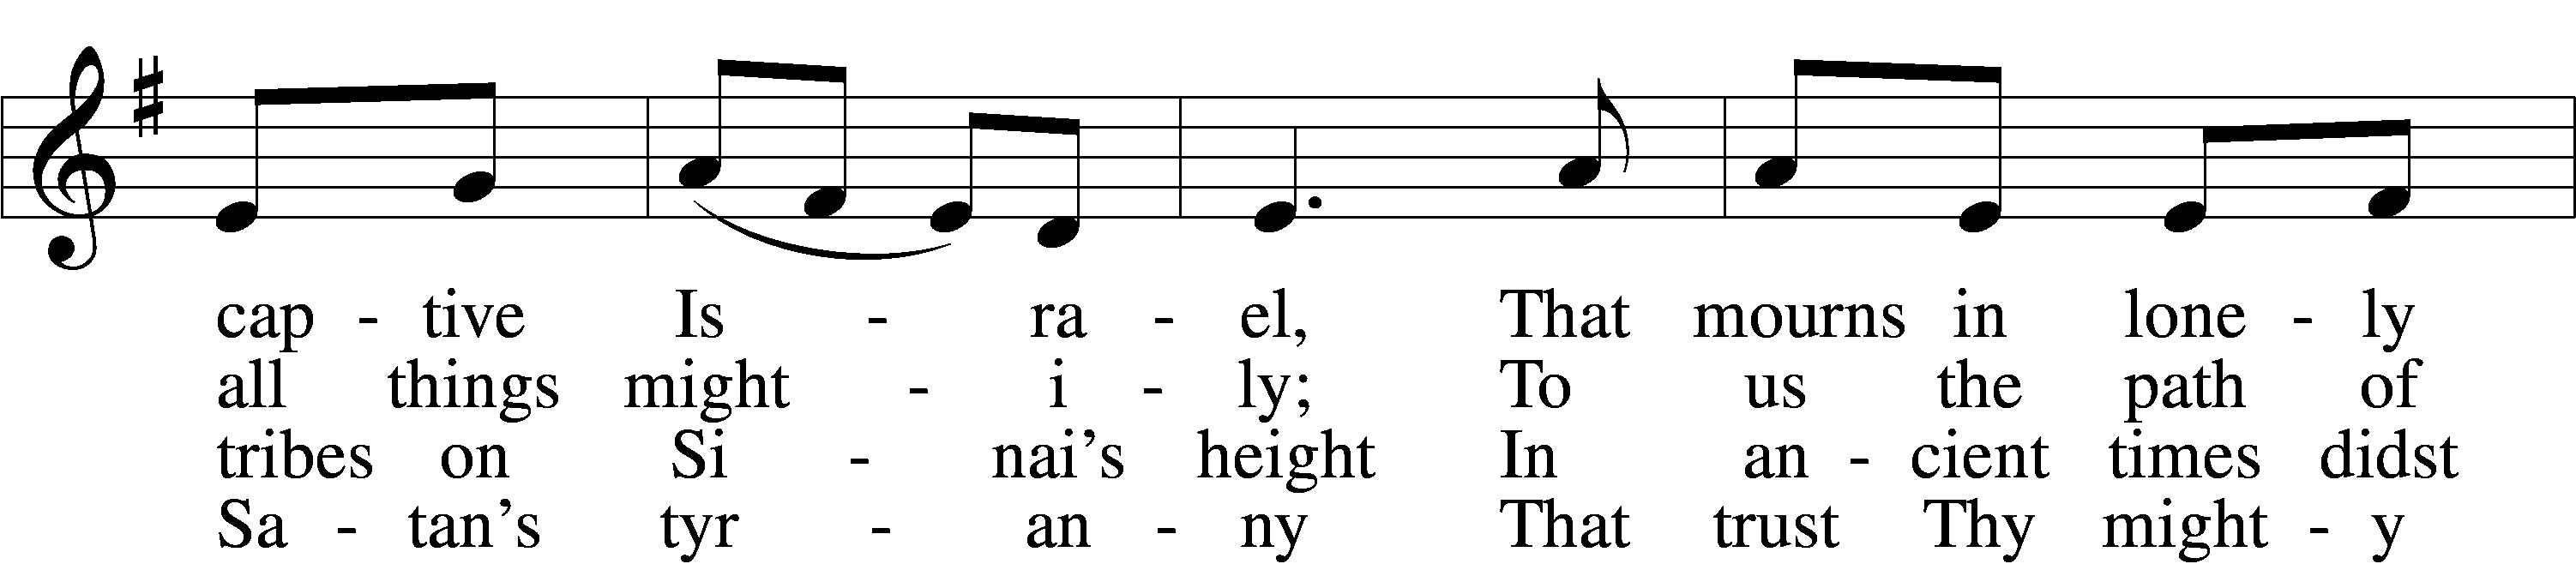 cap - tive Is - ra - el, That mourns in lone - ly
all things might - i - ly; To us the path of
tribes on Si - nai's height In an - cient times didst
Sa - tan's tyr - an - ny That trust Thy might - y